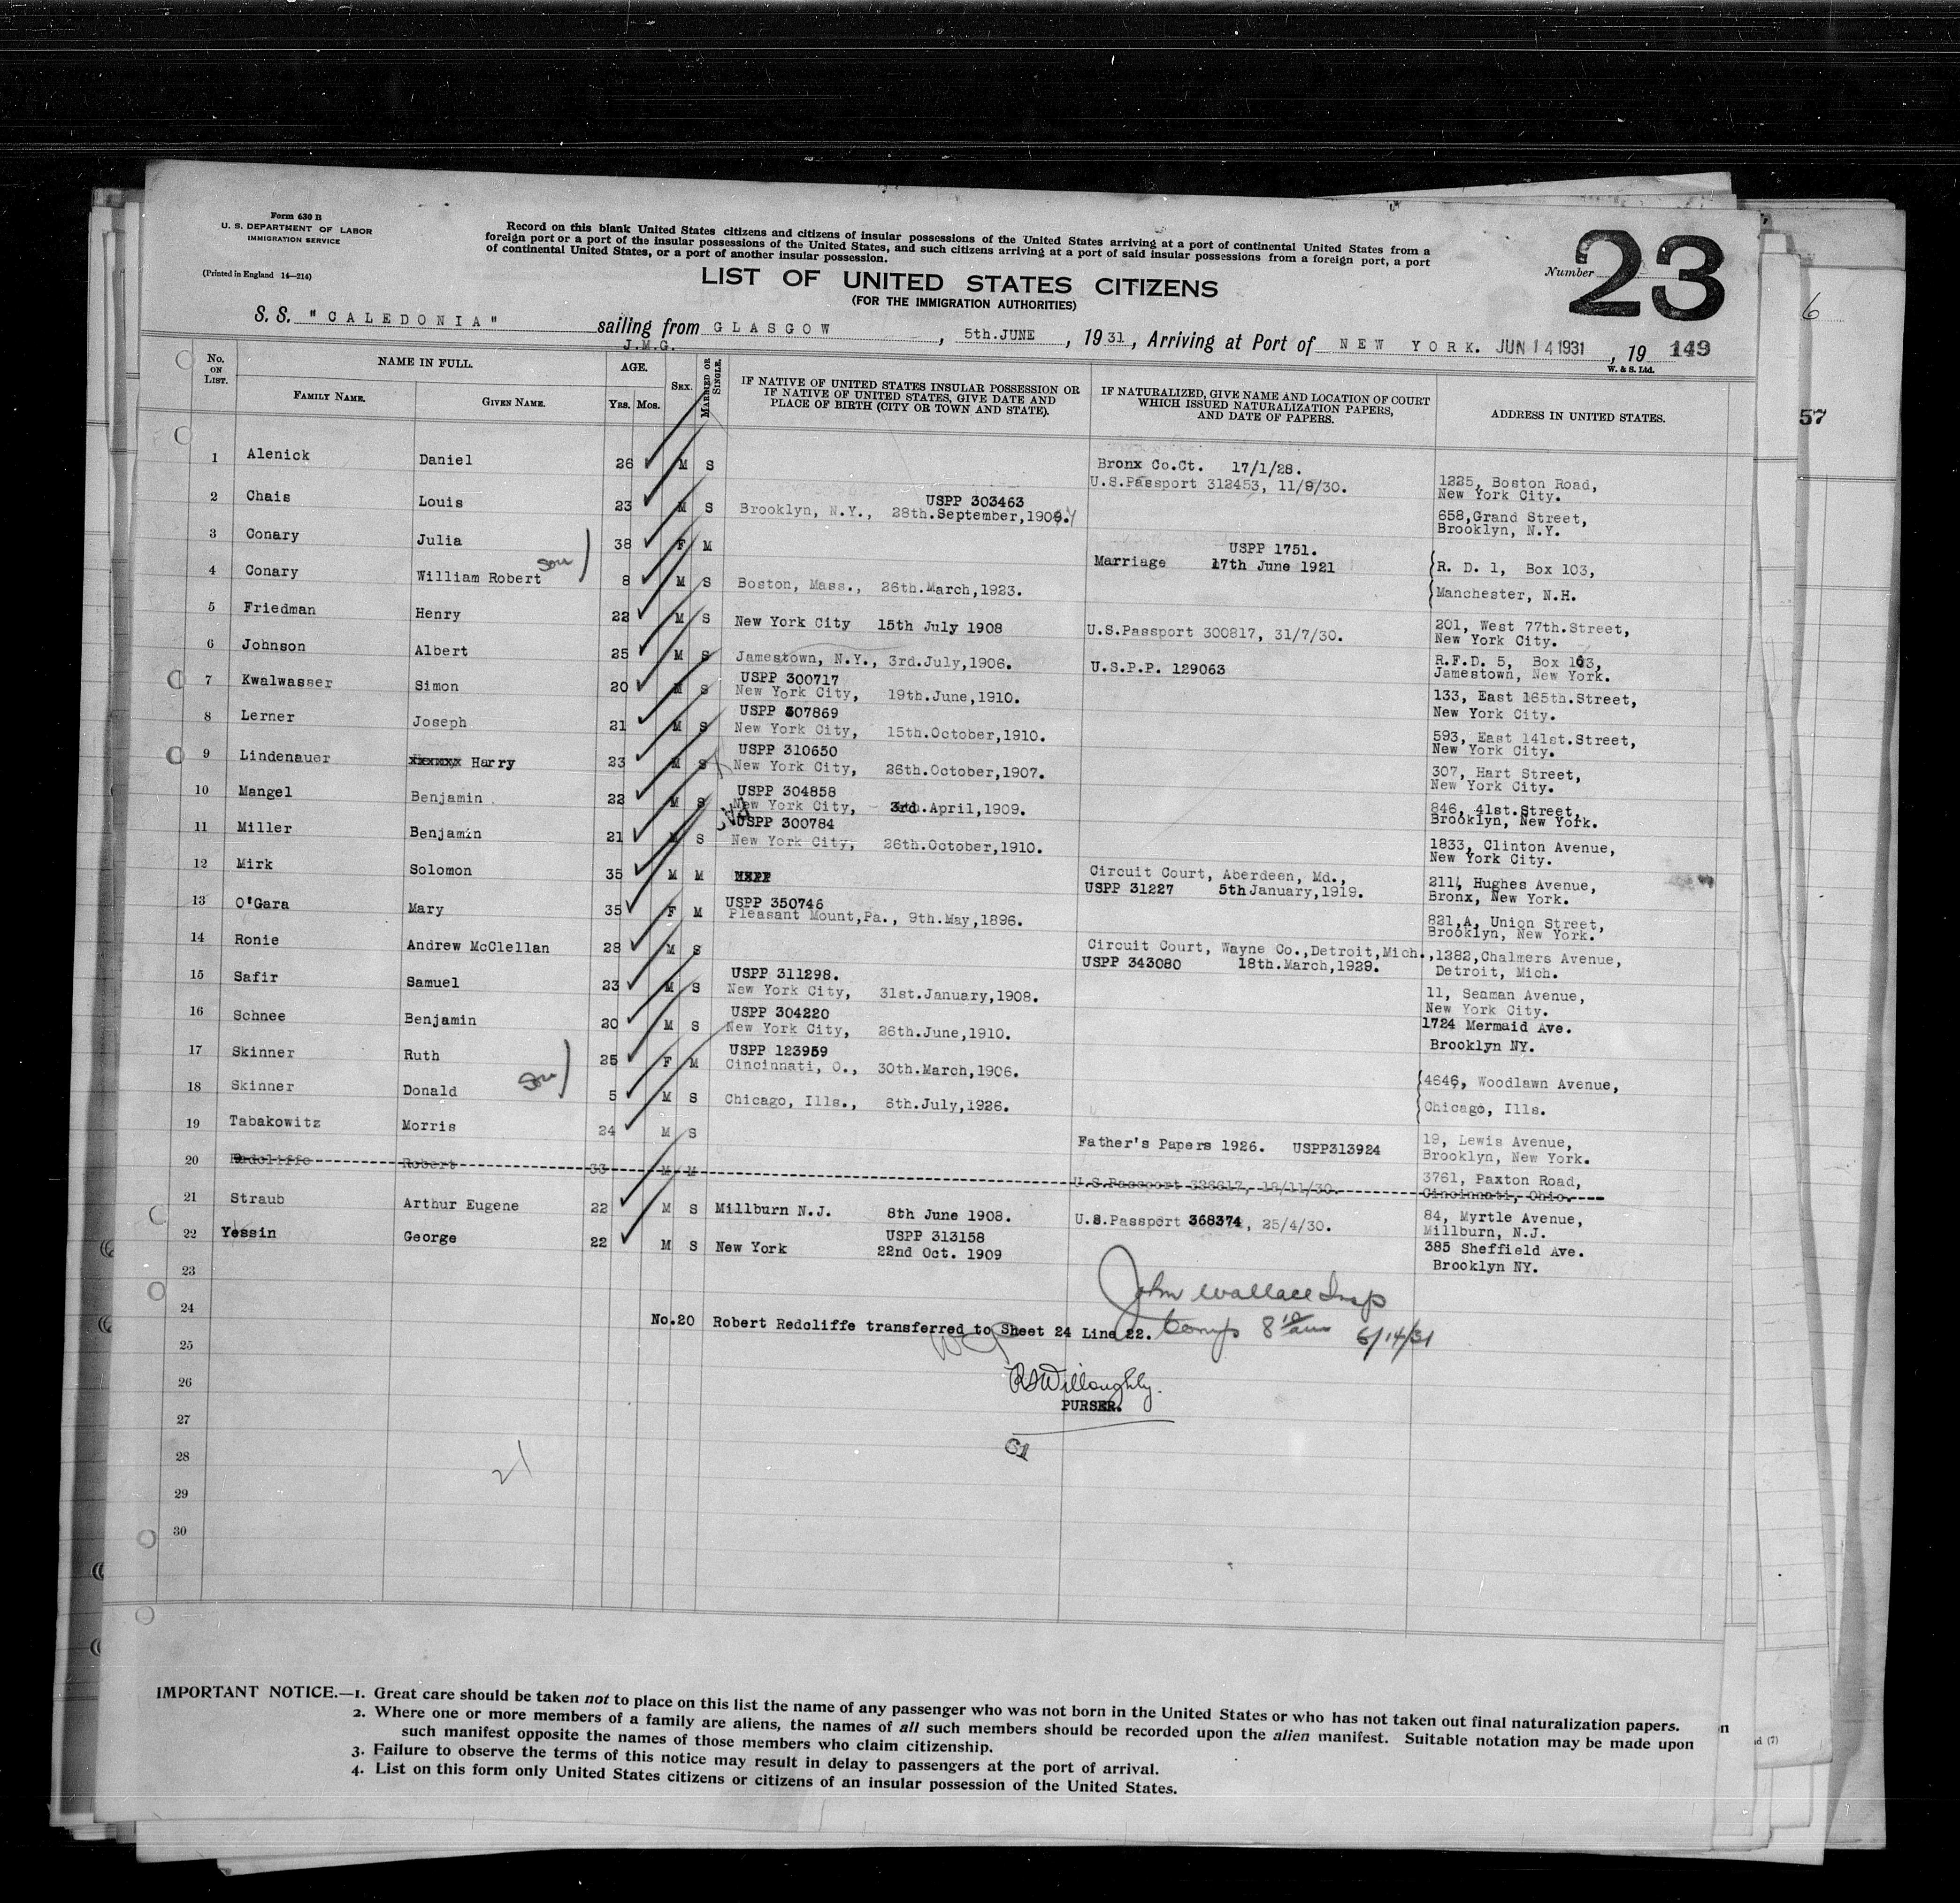 Form 630 B
U. S. DEPARTMENT OF LABOR
IMMIGRATION SERVICE
(Printed in England 14—214)
Record on this blank United States citizens and citizens of insular possessions of the United States arriving at a port of continental United States from a
foreign port or a port of the insular possessions of the United States, and such citizens arriving at a port of said insular possessions from a foreign port, a port
of continental United States, or a port of another insular possession.
LIST OF UNITED STATES CITIZENS
(FOR THE IMMIGRATION AUTHORITIES)
Number 23
S. S. "CALEDONIA" sailing from GLASGOW, 5th.JUNE, 1931, Arriving at Port of NEW YORK. JUN 14 1931, 19 149
J.M.G.
W. & S. Ltd.
No. ON LIST.
NAME IN FULL.
FAMILY NAME.
GIVEN NAME.
AGE.
Yrs. Mos.
SEX.
MARRIED OR SINGLE.
IF NATIVE OF UNITED STATES INSULAR POSSESSION OR
IF NATIVE OF UNITED STATES, GIVE DATE AND
PLACE OF BIRTH (CITY OR TOWN AND STATE).
IF NATURALIZED, GIVE NAME AND LOCATION OF COURT
WHICH ISSUED NATURALIZATION PAPERS,
AND DATE OF PAPERS.
ADDRESS IN UNITED STATES.
1 Alenick Daniel 26 M S Bronx Co.Ct. 17/1/28.
U.S.Passport 312453, 11/9/30. 1225, Boston Road,
New York City.
2 Chais Louis 23 M S USPP 303463
Brooklyn, N.Y., 28th.September,1909. 658,Grand Street,
Brooklyn, N.Y.
3 Conary Julia 38 F M USPP 1751.
Marriage 17th June 1921 R. D. 1, Box 103,
4 Conary William Robert son 8 M S Boston, Mass., 26th.March,1923. Manchester, N.H.
5 Friedman Henry 22 M S New York City 15th July 1908 U.S.Passport 300817, 31/7/30. 201, West 77th.Street,
New York City.
6 Johnson Albert 25 M S Jamestown, N.Y., 3rd.July,1906. U.S.P.P. 129063 R.F.D. 5, Box 103,
Jamestown, New York.
7 Kwalwasser Simon 20 M S USPP 300717
New York City, 19th.June,1910. 133, East 165th.Street,
New York City.
8 Lerner Joseph 21 M S USPP 307869
New York City, 15th.October,1910. 593, East 141st.Street,
New York City.
9 Lindenauer xxxxxx Harry 23 M S USPP 310650
New York City, 26th.October,1907. 307, Hart Street,
New York City.
10 Mangel Benjamin 22 M S USPP 304858
New York City, 3rd.April,1909. 846, 41st.Street,
Brooklyn, New York.
11 Miller Benjamin 21 M S USPP 300784
New York City, 26th.October,1910. 1833, Clinton Avenue,
New York City.
12 Mirk Solomon 35 M M Circuit Court, Aberdeen, Md.,
USPP 31227 5th January,1919. 2114, Hughes Avenue,
Bronx, New York.
13 O'Gara Mary 35 F M USPP 350746
Pleasant Mount,Pa., 9th.May,1896. 821,A, Union Street,
Brooklyn, New York.
14 Ronie Andrew McClellan 28 M S Circuit Court, Wayne Co.,Detroit,Mich.,
USPP 343080 18th.March,1929. 1282,Chalmers Avenue,
Detroit, Mich.
15 Safir Samuel 23 M S USPP 311298.
New York City, 31st.January,1908. 11, Seaman Avenue,
New York City.
16 Schnee Benjamin 20 M S USPP 304220
New York City, 26th.June,1910. 1724 Mermaid Ave.
Brooklyn NY.
17 Skinner Ruth 25 F M USPP 123959
Cincinnati, O., 30th.March,1906. 4646, Woodlawn Avenue,
18 Skinner Donald son 5 M S Chicago, Ills., 6th.July,1926. Chicago, Ills.
19 Tabakowitz Morris 24 M S Father's Papers 1926. USPP313924 19, Lewis Avenue,
Brooklyn, New York.
20 Radcliffe Robert 33 M M U.S.Passport 336617, 18/11/30. 3761, Paxton Road,
Cincinnati, Ohio.
21 Straub Arthur Eugene 22 M S Millburn N.J. 8th June 1908. U.S.Passport 368374, 25/4/30. 84, Myrtle Avenue,
Millburn, N.J.
22 Yessin George 22 M S New York USPP 313158
22nd Oct. 1909 385 Sheffield Ave.
Brooklyn NY.
23
John Wallace Insp
24
No.20 Robert Redcliffe transferred to Sheet 24 Line 22. Comp 8 10/am 6/14/31
25
26
RSWilloughby.
PURSER.
27
61
28
21
29
30
IMPORTANT NOTICE.—1. Great care should be taken not to place on this list the name of any passenger who was not born in the United States or who has not taken out final naturalization papers.
2. Where one or more members of a family are aliens, the names of all such members should be recorded upon the alien manifest. Suitable notation may be made upon
such manifest opposite the names of those members who claim citizenship.
3. Failure to observe the terms of this notice may result in delay to passengers at the port of arrival.
4. List on this form only United States citizens or citizens of an insular possession of the United States.
6
57